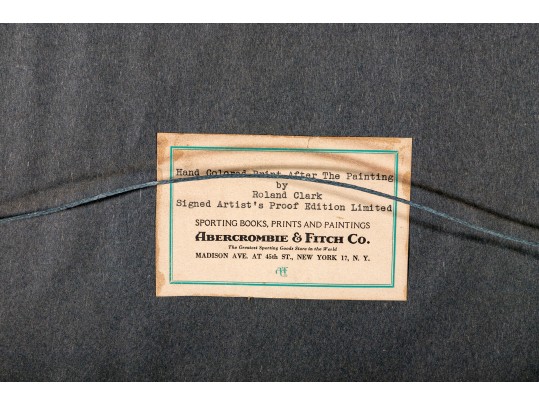 Hand Colored Print After The Painting
by
Roland Clark
Signed Artist's Proof Edition Limited
SPORTING BOOKS, PRINTS AND PAINTINGS
ABERCROMBIE & FITCH CO.
The Greatest Sporting Goods Store in the World
MADISON AVE. AT 45th ST., NEW YORK 17, N. Y.